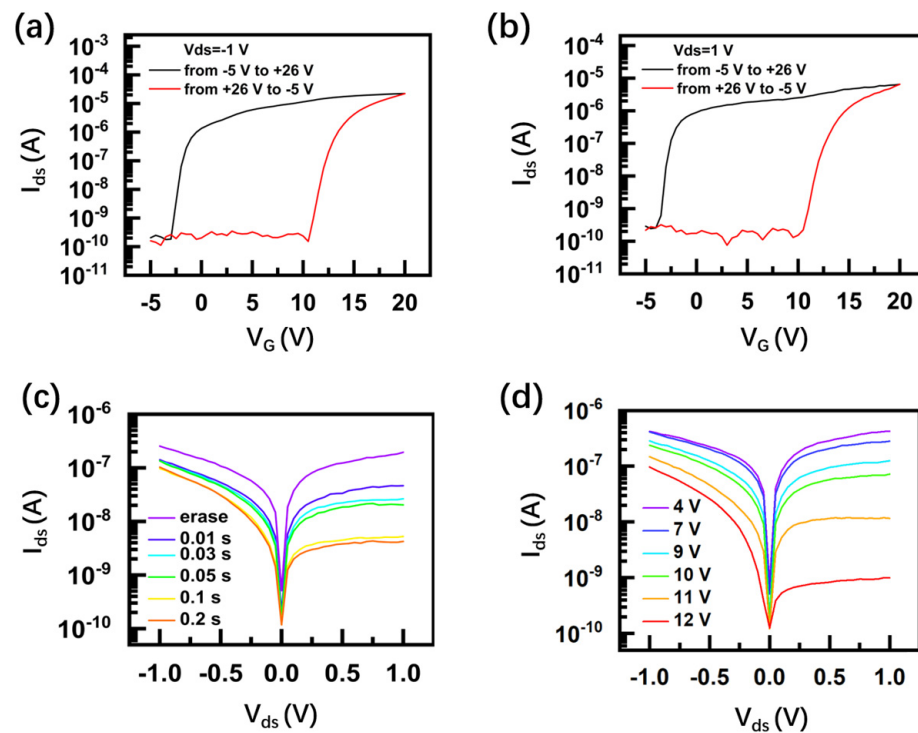 (a)
10-3
10-4
10-5
10-6
10-7
10-8
10-9
10-10
10-11
Ids (A)
Vds=-1 V
from -5 V to +26 V
from +26 V to -5 V
-5 0 5 10 15 20
VG (V)
(b)
10-4
10-5
10-6
10-7
10-8
10-9
10-10
10-11
Ids (A)
Vds=1 V
from -5 V to +26 V
from +26 V to -5 V
-5 0 5 10 15 20
VG (V)
(c)
10-6
10-7
10-8
10-9
10-10
Ids (A)
erase
0.01 s
0.03 s
0.05 s
0.1 s
0.2 s
-1.0 -0.5 0.0 0.5 1.0
Vds (V)
(d)
10-6
10-7
10-8
10-9
10-10
Ids (A)
4 V
7 V
9 V
10 V
11 V
12 V
-1.0 -0.5 0.0 0.5 1.0
Vds (V)